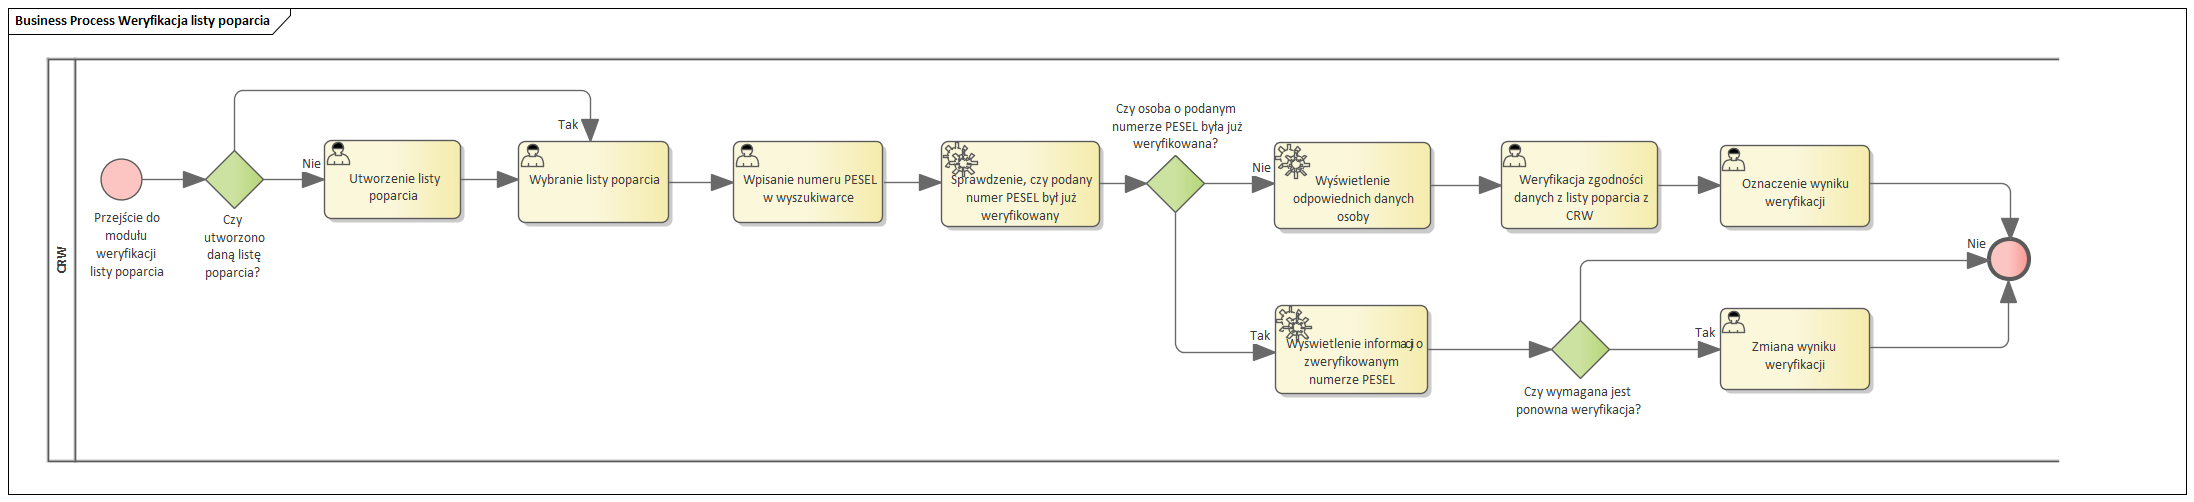 Business Process Weryfikacja listy poparcia
CRW
Przejście do
modułu
weryfikacji
listy poparcia
Czy
utworzono
daną listę
poparcia?
Nie
Utworzenie listy
poparcia
Tak
Wybranie listy poparcia
Wpisanie numeru PESEL
w wyszukiwarce
Sprawdzenie, czy podany
numer PESEL był już
weryfikowany
Czy osoba o podanym
numerze PESEL była już
weryfikowana?
Nie
Wyświetlenie
odpowiednich danych
osoby
Weryfikacja zgodności
danych z listy poparcia z
CRW
Oznaczenie wyniku
weryfikacji
Tak
Wyświetlenie informacji o
zweryfikowanym
numerze PESEL
Czy wymagana jest
ponowna weryfikacja?
Nie
Tak
Zmiana wyniku
weryfikacji